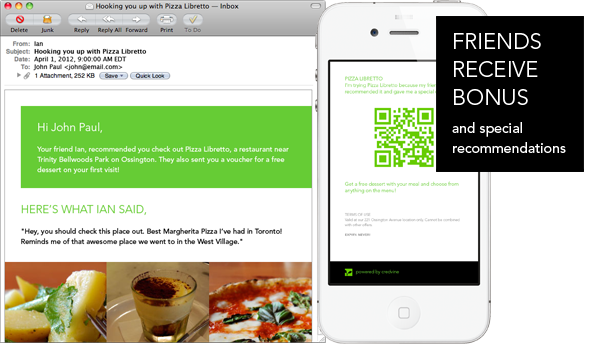 Hooking you up with Pizza Libretto — Inbox
Delete Junk Reply Reply All Forward Print To Do
From: Ian
Subject: Hooking you up with Pizza Libretto
Date: April 1, 2012, 9:00:00 AM EDT
To: John Paul <john@email.com>
1 Attachment, 252 KB Save Quick Look
Hi John Paul,
Your friend Ian, recommended you check out Pizza Libretto, a restaurant near
Trinity Bellwoods Park on Ossington. They also sent you a voucher for a free
dessert on your first visit!
HERE'S WHAT IAN SAID,
"Hey, you should check this place out. Best Margherita Pizza I've had in Toronto!
Reminds me of that awesome place we went to in the West Village."
PIZZA LIBRETTO
I'm trying Pizza Libretto because my frien
recommended it and gave me a special
Get a free dessert with your meal and choose from
anything on the menu!
TERMS OF USE
powered by
FRIENDS
RECEIVE
BONUS
and special
recommendations